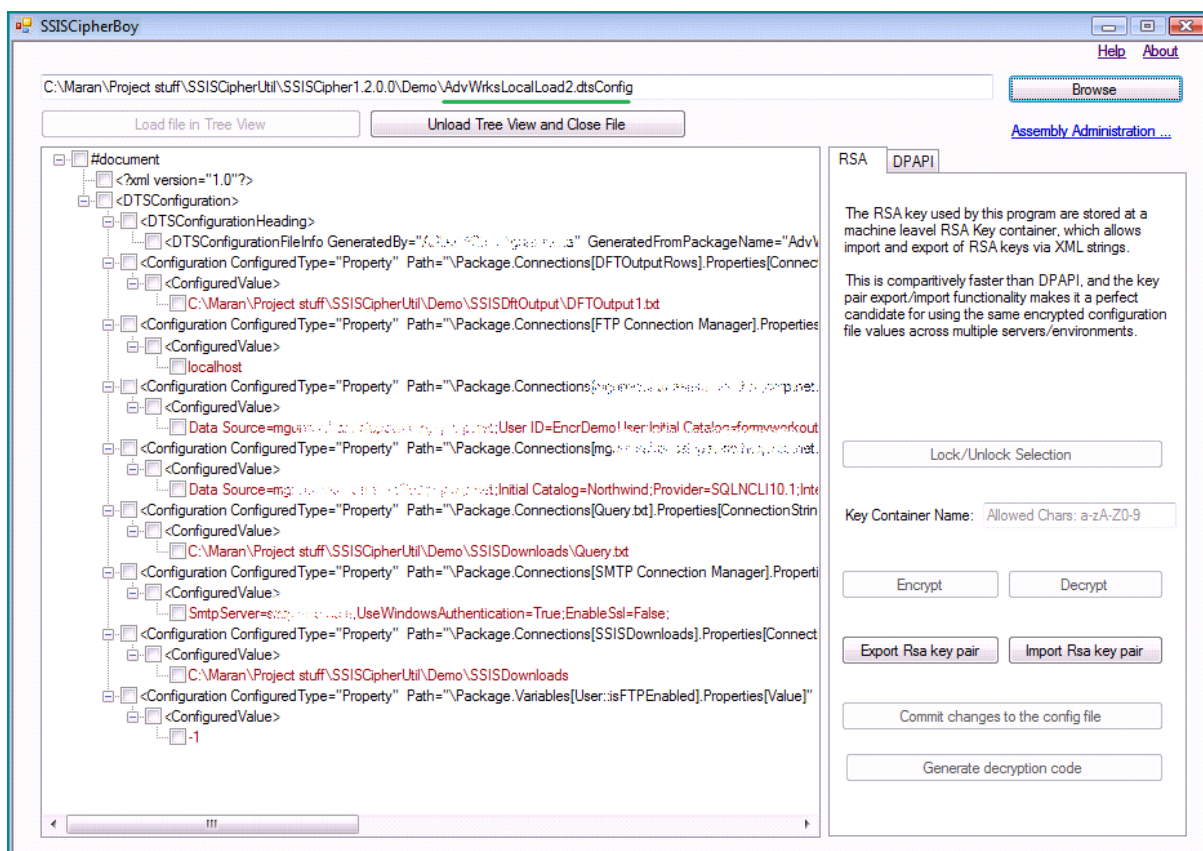 SSISCipherBoy
Help About
C:\Maran\Project stuff\SSISCipherUtil\SSISCipher1.2.0.0\Demo\AdvWrksLocalLoad2.dtsConfig
Browse
Load file in Tree View
Unload Tree View and Close File
Assembly Administration ...
#document
<?xml version="1.0"?>
<DTSConfiguration>
<DTSConfigurationHeading>
<DTSConfigurationFileInfo GeneratedBy=" " GeneratedFromPackageName="AdvW
<Configuration ConfiguredType="Property" Path="\Package.Connections[DFTOutputRows].Properties[Connec
<ConfiguredValue>
C:\Maran\Project stuff\SSISCipherUtil\Demo\SSISDftOutput\DFTOutput1.txt
<Configuration ConfiguredType="Property" Path="\Package.Connections[FTP Connection Manager].Properties
<ConfiguredValue>
localhost
<Configuration ConfiguredType="Property" Path="\Package.Connections[
<ConfiguredValue>
Data Source= ;User ID=EncrDemoUser;Initial Catalog=formyworkout
<Configuration ConfiguredType="Property" Path="\Package.Connections[
<ConfiguredValue>
Data Source= ;Initial Catalog=Northwind;Provider=SQLNCLI10.1;Inte
<Configuration ConfiguredType="Property" Path="\Package.Connections[Query.txt].Properties[ConnectionStrin
<ConfiguredValue>
C:\Maran\Project stuff\SSISCipherUtil\Demo\SSISDownloads\Query.txt
<Configuration ConfiguredType="Property" Path="\Package.Connections[SMTP Connection Manager].Properti
<ConfiguredValue>
SmtpServer= ;UseWindowsAuthentication=True;EnableSsl=False;
<Configuration ConfiguredType="Property" Path="\Package.Connections[SSISDownloads].Properties[Connect
<ConfiguredValue>
C:\Maran\Project stuff\SSISCipherUtil\Demo\SSISDownloads
<Configuration ConfiguredType="Property" Path="\Package.Variables[User::isFTPEnabled].Properties[Value]"
<ConfiguredValue>
-1
RSA DPAPI
The RSA key used by this program are stored at a
machine leavel RSA Key container, which allows
import and export of RSA keys via XML strings.
This is comparitively faster than DPAPI, and the key
pair export/import functionality makes it a perfect
candidate for using the same encrypted configuration
file values across multiple servers/environments.
Lock/Unlock Selection
Key Container Name: Allowed Chars: a-zA-Z0-9
Encrypt Decrypt
Export Rsa key pair Import Rsa key pair
Commit changes to the config file
Generate decryption code